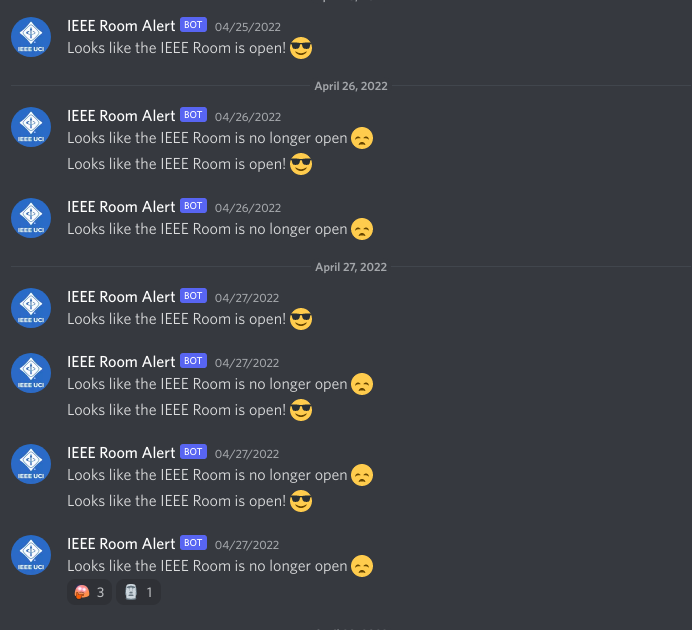 IEEE Room Alert BOT 04/25/2022
Looks like the IEEE Room is open! 😎
April 26, 2022
IEEE Room Alert BOT 04/26/2022
Looks like the IEEE Room is no longer open 😞
Looks like the IEEE Room is open! 😎
IEEE Room Alert BOT 04/26/2022
Looks like the IEEE Room is no longer open 😞
April 27, 2022
IEEE Room Alert BOT 04/27/2022
Looks like the IEEE Room is open! 😎
IEEE Room Alert BOT 04/27/2022
Looks like the IEEE Room is no longer open 😞
Looks like the IEEE Room is open! 😎
IEEE Room Alert BOT 04/27/2022
Looks like the IEEE Room is no longer open 😞
Looks like the IEEE Room is open! 😎
IEEE Room Alert BOT 04/27/2022
Looks like the IEEE Room is no longer open 😞
3 1
IEEE UCI
IEEE UCI
IEEE UCI
IEEE UCI
IEEE UCI
IEEE UCI
IEEE UCI